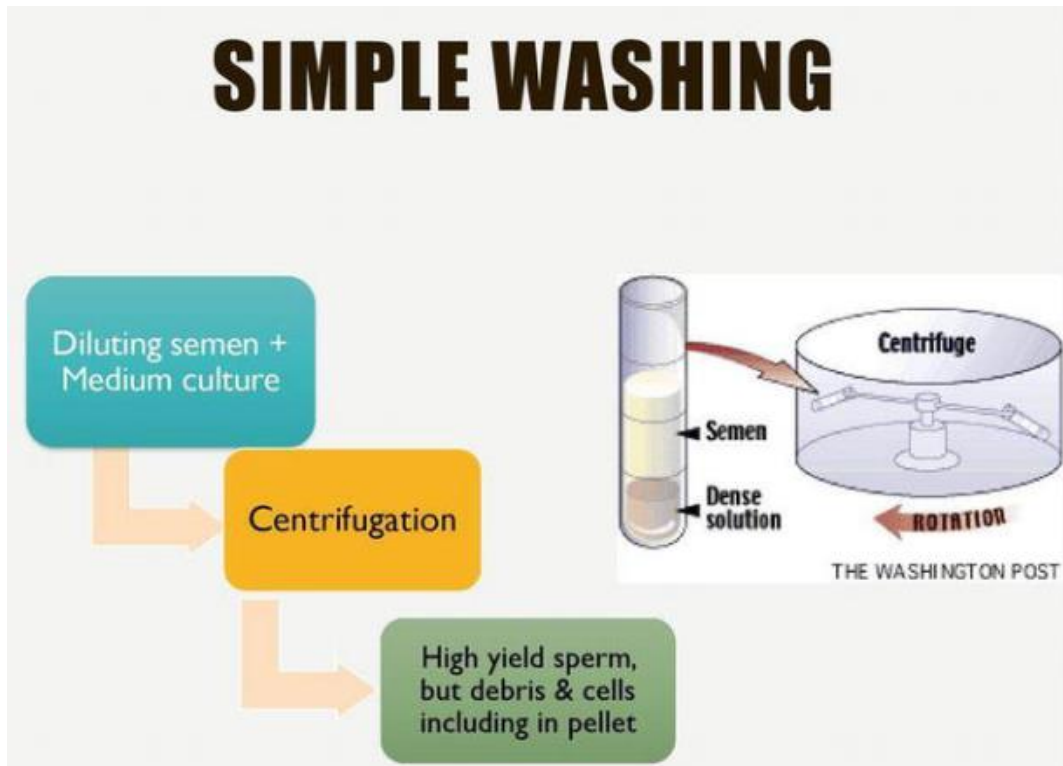 SIMPLE WASHING
Diluting semen +
Medium culture
Centrifugation
High yield sperm,
but debris & cells
including in pellet
Centrifuge
Semen
Dense
solution
ROTATION
THE WASHINGTON POST